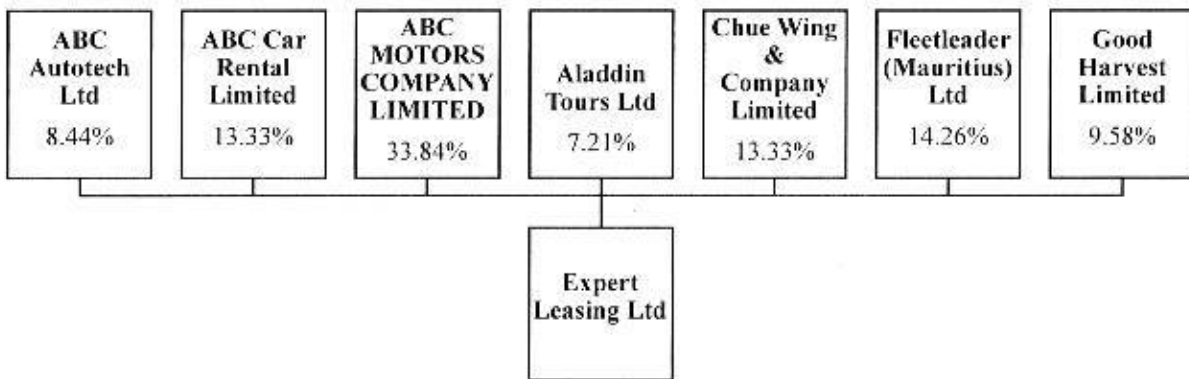 ABC
Autotech
Ltd
8.44%
ABC Car
Rental
Limited
13.33%
ABC
MOTORS
COMPANY
LIMITED
33.84%
Aladdin
Tours Ltd
7.21%
Chue Wing
&
Company
Limited
13.33%
Fleetleader
(Mauritius)
Ltd
14.26%
Good
Harvest
Limited
9.58%
Expert
Leasing Ltd